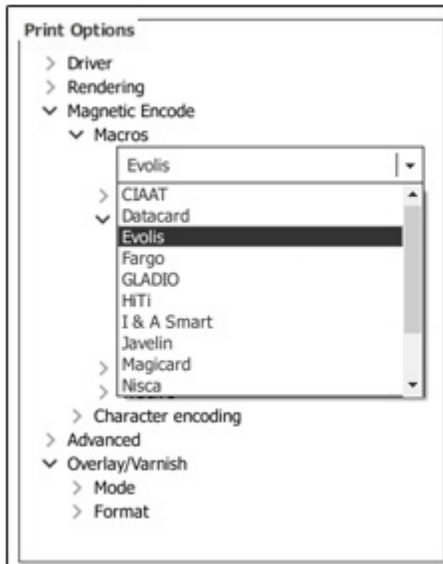 Print Options
Driver
Rendering
Magnetic Encode
Macros
Evolis
CIAAT
Datacard
Evolis
Fargo
GLADIO
HiTi
I & A Smart
Javelin
Magicard
Nisca
Character encoding
Advanced
Overlay/Varnish
Mode
Format